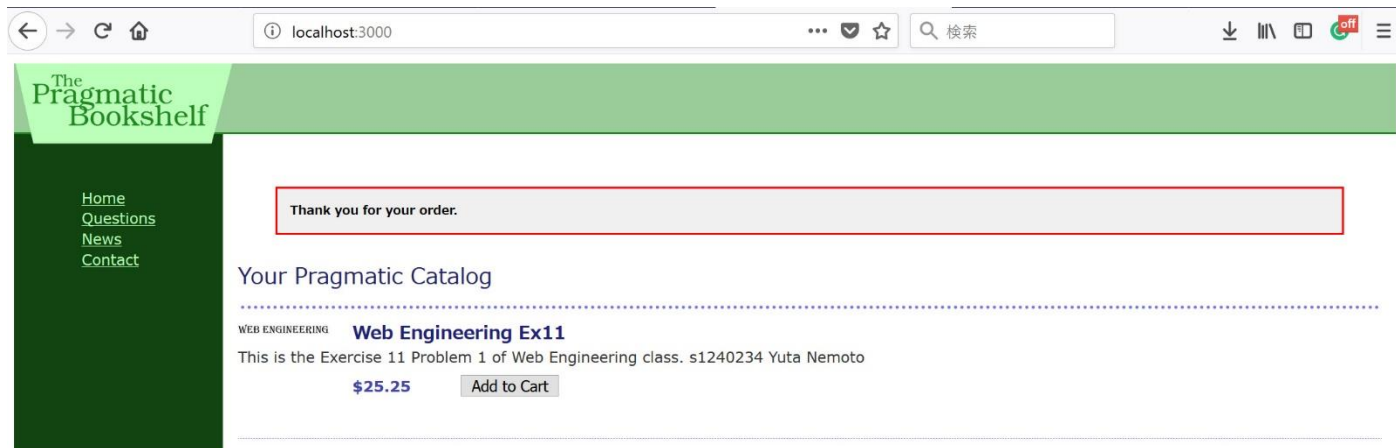 localhost:3000
検索
off
The
Pragmatic
Bookshelf
Home
Questions
News
Contact
Thank you for your order.
Your Pragmatic Catalog
WEB ENGINEERING
Web Engineering Ex11
This is the Exercise 11 Problem 1 of Web Engineering class. s1240234 Yuta Nemoto
$25.25 Add to Cart